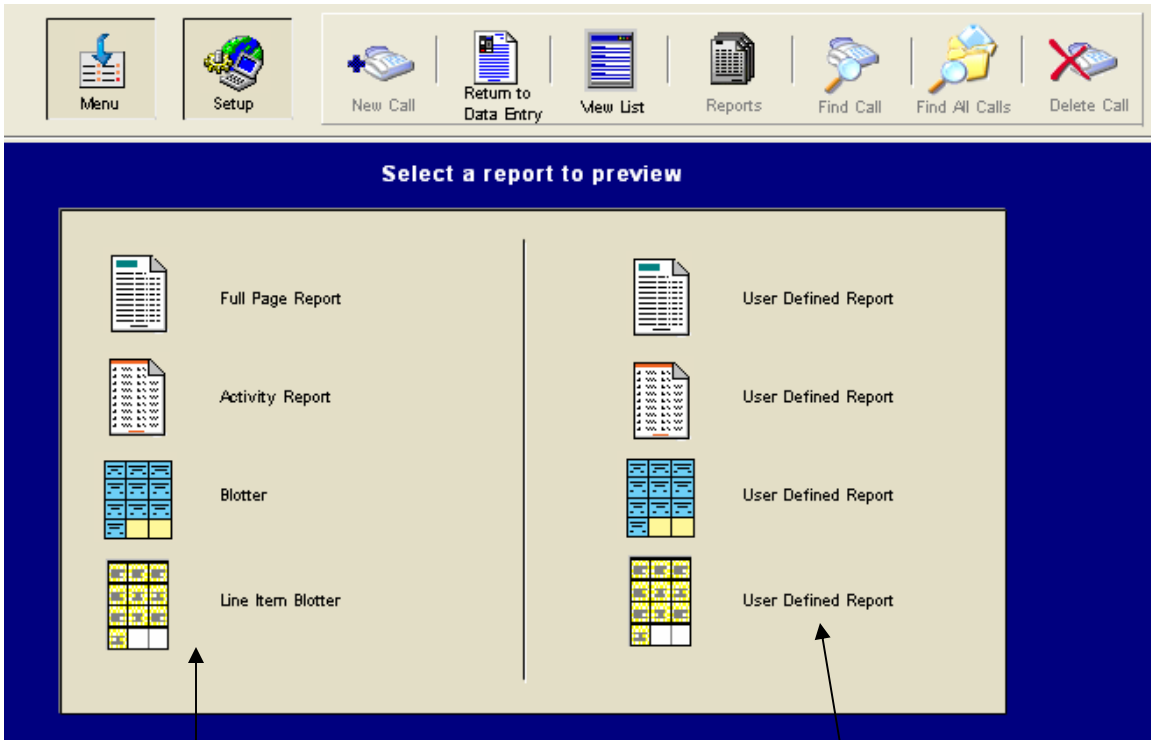 Menu
Setup
New Call
Return to
Data Entry
View List
Reports
Find Call
Find All Calls
Delete Call
Select a report to preview
Full Page Report
User Defined Report
Activity Report
User Defined Report
Blotter
User Defined Report
Line Item Blotter
User Defined Report